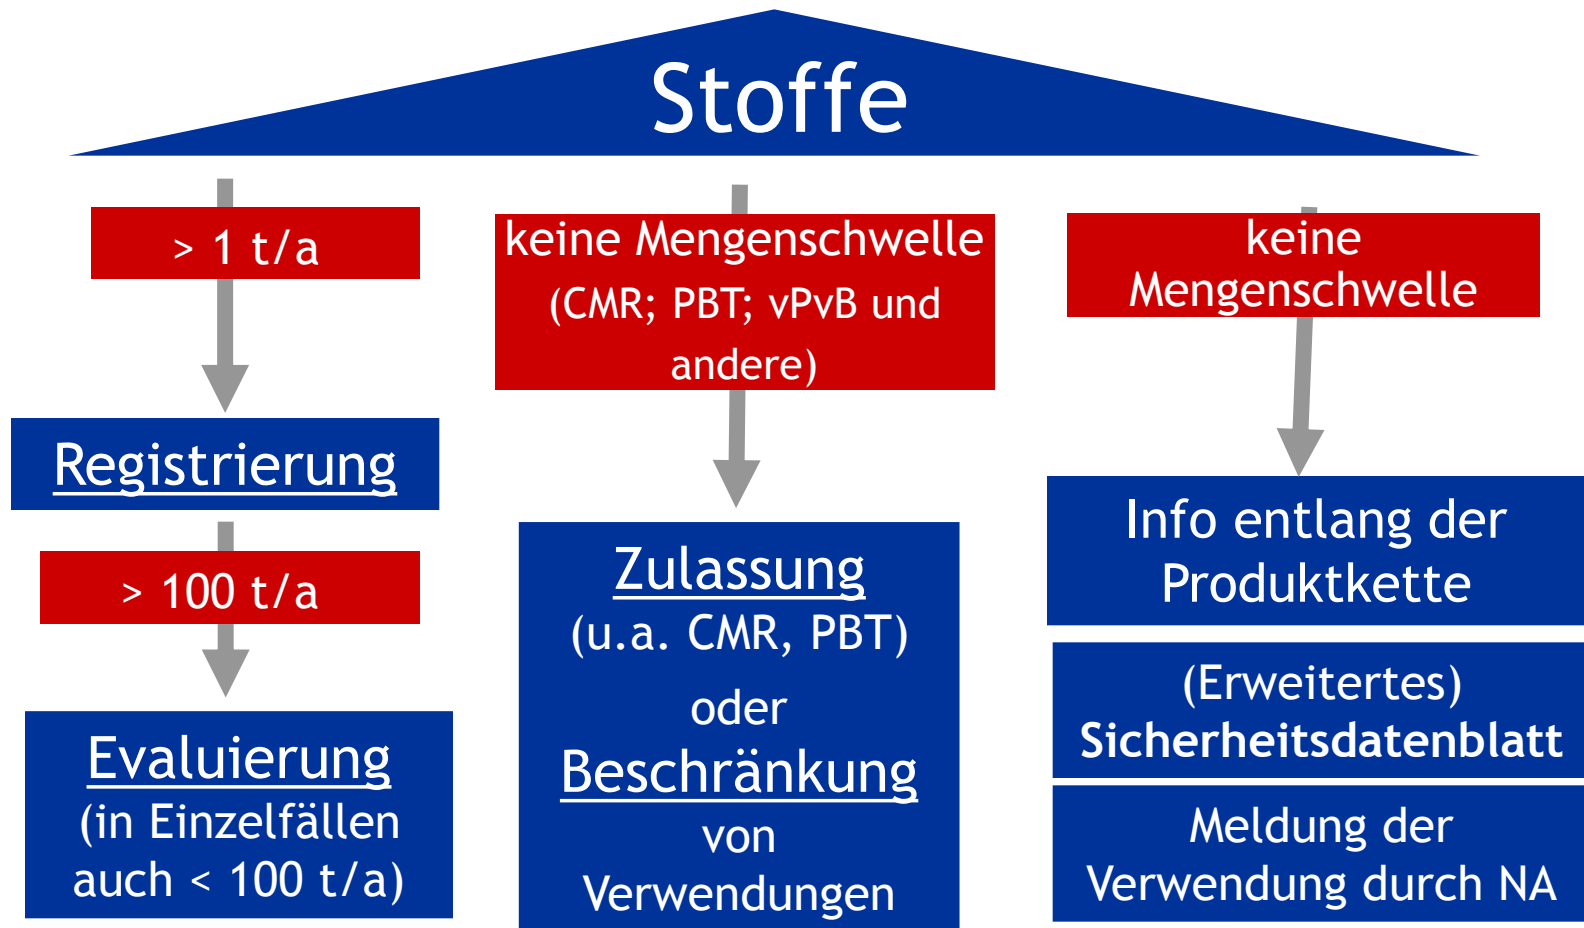 Stoffe
> 1 t/a
Registrierung
> 100 t/a
Evaluierung
(in Einzelfällen
auch < 100 t/a)
keine Mengenschwelle
(CMR; PBT; vPvB und
andere)
Zulassung
(u.a. CMR, PBT)
oder
Beschränkung
von
Verwendungen
keine
Mengenschwelle
Info entlang der
Produktkette
(Erweitertes)
Sicherheitsdatenblatt
Meldung der
Verwendung durch NA